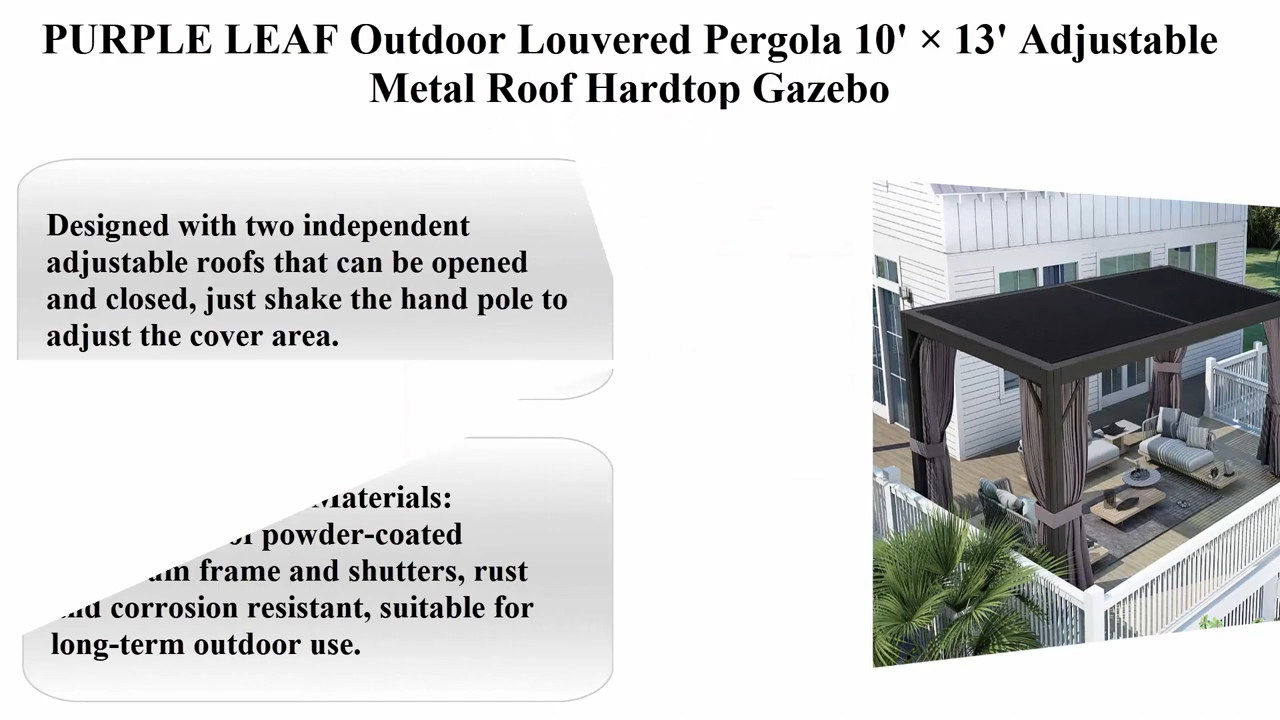 PURPLE LEAF Outdoor Louvered Pergola 10' × 13' Adjustable
Metal Roof Hardtop Gazebo
Designed with two independent
adjustable roofs that can be opened
and closed, just shake the hand pole to
adjust the cover area.
Materials:
of powder-coated
frame and shutters, rust
and corrosion resistant, suitable for
long-term outdoor use.